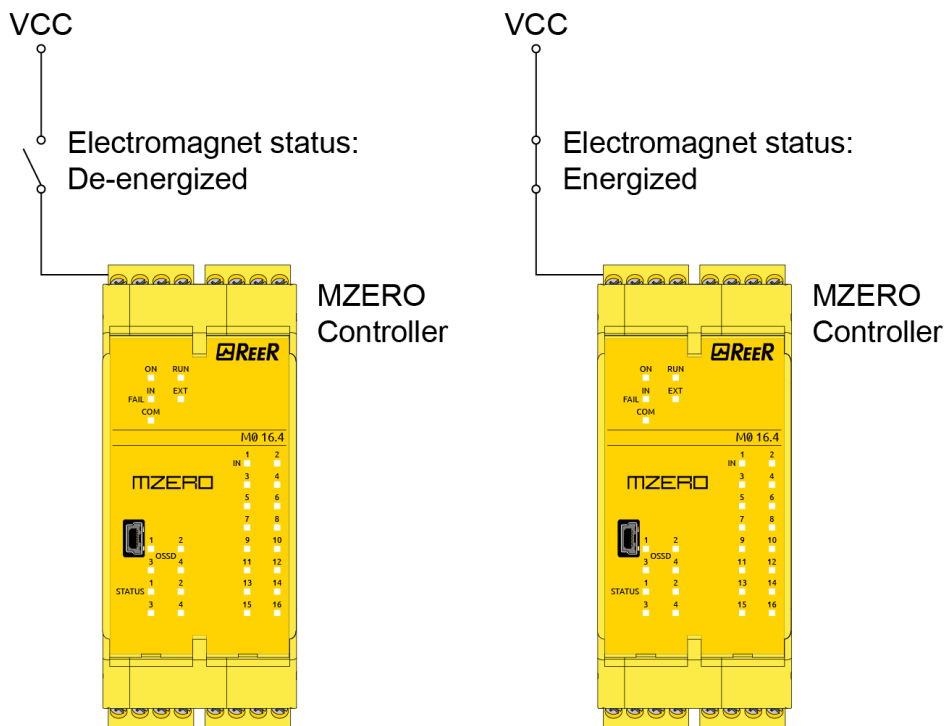 VCC
Electromagnet status:
De-energized
MZERO
Controller
REER
ON RUN
IN EXT
FAIL
COM
M0 16.4
1 2
IN
3 4
MZERO
5 6
7 8
1 2 9 10
OSSD
3 4 11 12
1 2 13 14
STATUS
3 4 15 16
VCC
Electromagnet status:
Energized
MZERO
Controller
REER
ON RUN
IN EXT
FAIL
COM
M0 16.4
1 2
IN
3 4
MZERO
5 6
7 8
1 2 9 10
OSSD
3 4 11 12
1 2 13 14
STATUS
3 4 15 16